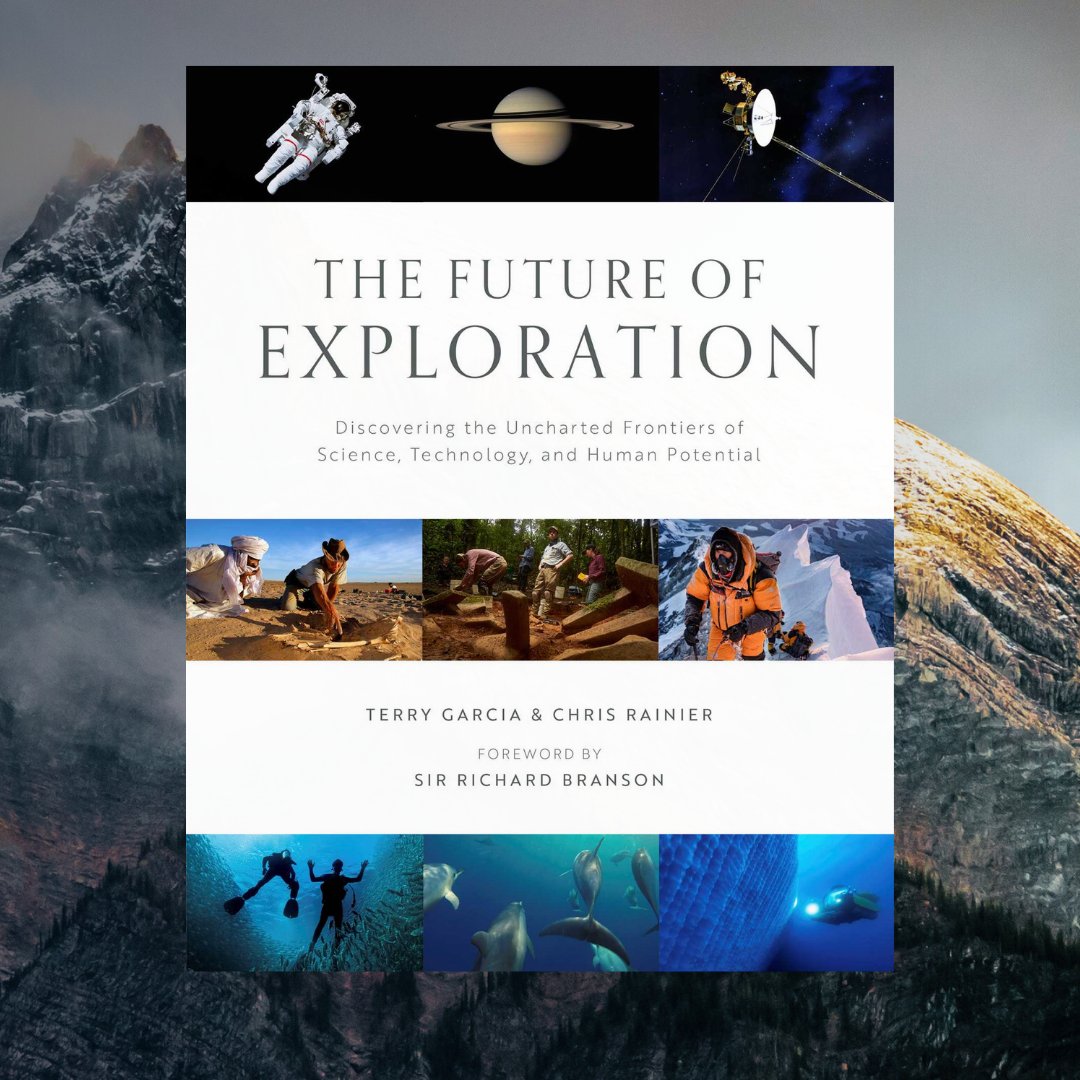 THE FUTURE OF
EXPLORATION
Discovering the Uncharted Frontiers of
Science, Technology, and Human Potential
TERRY GARCIA & CHRIS RAINIER
FOREWORD BY
SIR RICHARD BRANSON